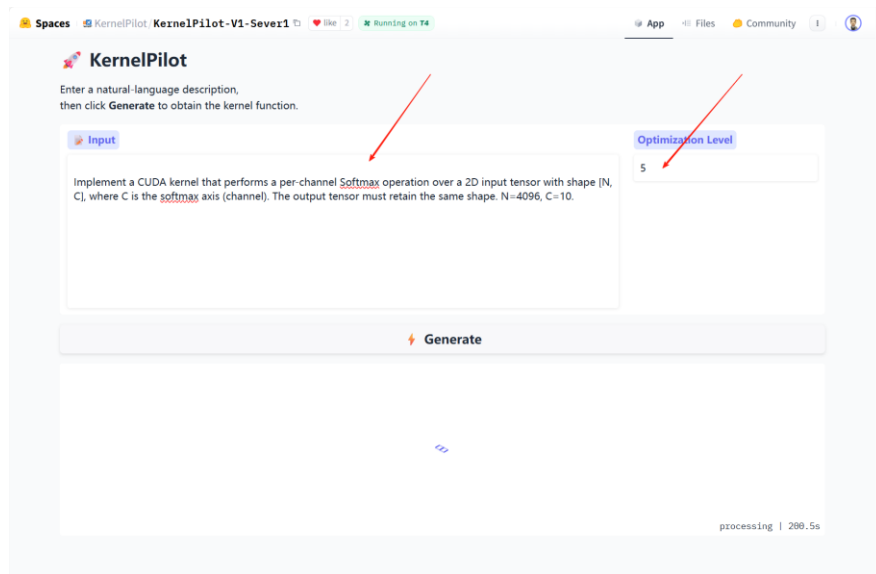 Spaces KernelPilot/KernelPilot-V1-Sever1 like 2 Running on T4 App Files Community
KernelPilot
Enter a natural-language description,
then click Generate to obtain the kernel function.
Input Optimization Level
5
Implement a CUDA kernel that performs a per-channel Softmax operation over a 2D input tensor with shape [N,
C], where C is the softmax axis (channel). The output tensor must retain the same shape. N=4096, C=10.
Generate
processing | 200.5s